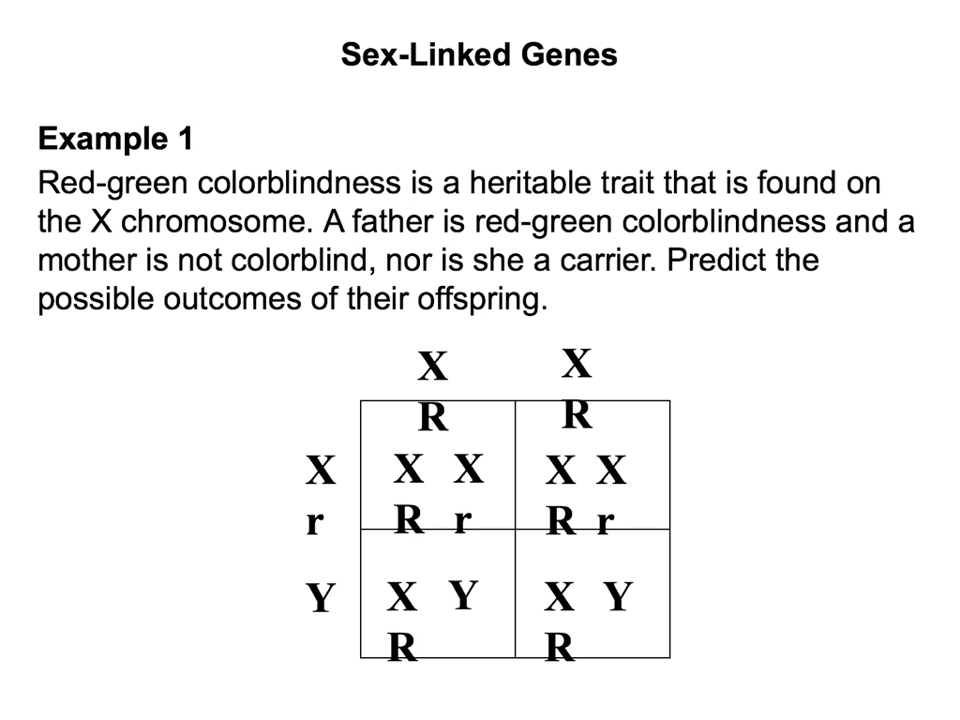 Sex-Linked Genes
Example 1
Red-green colorblindness is a heritable trait that is found on
the X chromosome. A father is red-green colorblindness and a
mother is not colorblind, nor is she a carrier. Predict the
possible outcomes of their offspring.
X X
R R
X X X X X
r R r R r
Y X Y X Y
R R